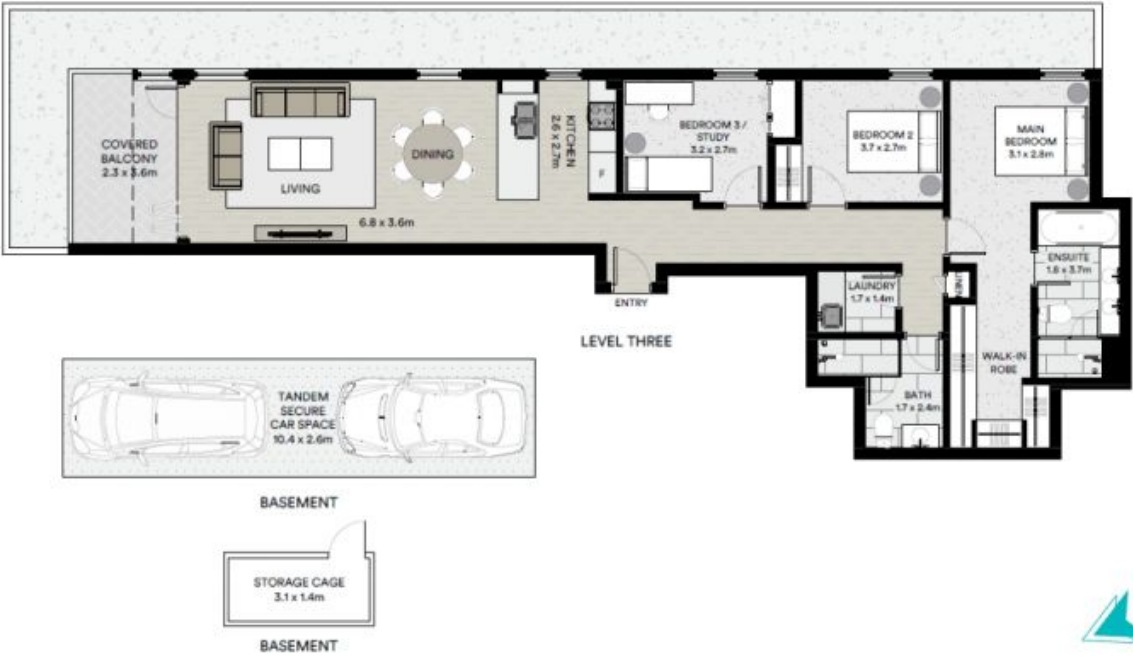 COVERED
BALCONY
2.3 x 3.6m
LIVING
6.8 x 3.6m
DINING
KITCHEN
2.6 x 2.7m
F
BEDROOM 3 /
STUDY
3.2 x 2.7m
BEDROOM 2
3.7 x 2.7m
MAIN
BEDROOM
3.1 x 2.8m
ENSUITE
1.8 x 3.7m
LINEN
LAUNDRY
1.7 x 1.4m
ENTRY
LEVEL THREE
WALK-IN
ROBE
BATH
1.7 x 2.4m
TANDEM
SECURE
CAR SPACE
10.4 x 2.6m
BASEMENT
STORAGE CAGE
3.1 x 1.4m
BASEMENT